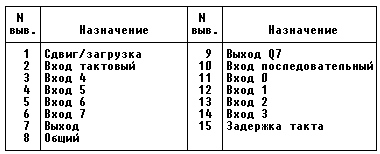 N выв. Назначение N выв. Назначение
1 Сдвиг/загрузка 9 Выход Q7
2 Вход тактовый 10 Вход последовательный
3 Вход 4 11 Вход 0
4 Вход 5 12 Вход 1
5 Вход 6 13 Вход 2
6 Вход 7 14 Вход 3
7 Выход 15 Задержка такта
8 Общий